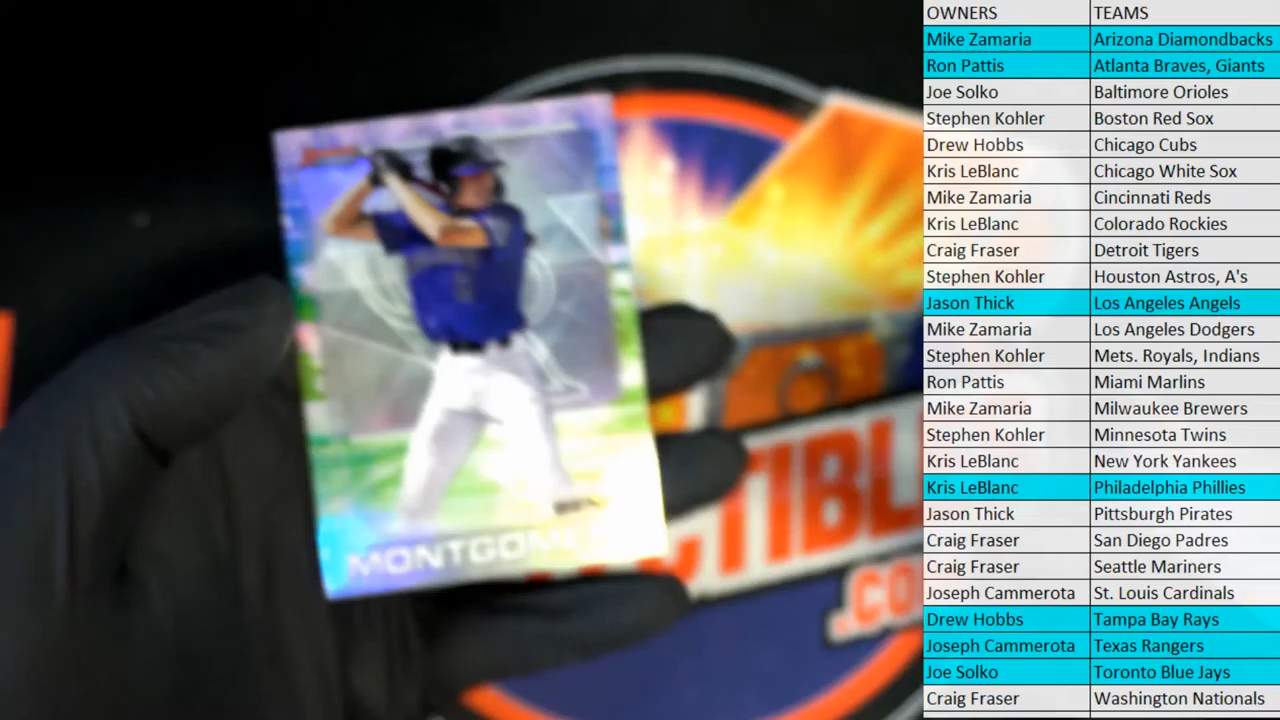 OWNERS TEAMS
Mike Zamaria Arizona Diamondbacks
Ron Pattis Atlanta Braves, Giants
Joe Solko Baltimore Orioles
Stephen Kohler Boston Red Sox
Drew Hobbs Chicago Cubs
Kris LeBlanc Chicago White Sox
Mike Zamaria Cincinnati Reds
Kris LeBlanc Colorado Rockies
Craig Fraser Detroit Tigers
Stephen Kohler Houston Astros, A's
Jason Thick Los Angeles Angels
Mike Zamaria Los Angeles Dodgers
Stephen Kohler Mets. Royals, Indians
Ron Pattis Miami Marlins
Mike Zamaria Milwaukee Brewers
Stephen Kohler Minnesota Twins
Kris LeBlanc New York Yankees
Kris LeBlanc Philadelphia Phillies
Jason Thick Pittsburgh Pirates
Craig Fraser San Diego Padres
Craig Fraser Seattle Mariners
Joseph Cammerota St. Louis Cardinals
Drew Hobbs Tampa Bay Rays
Joseph Cammerota Texas Rangers
Joe Solko Toronto Blue Jays
Craig Fraser Washington Nationals